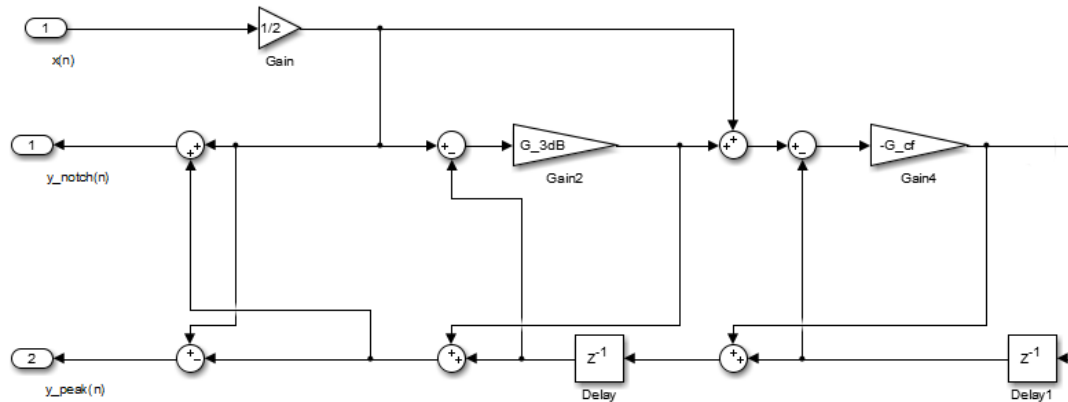 1
x(n)
1/2
Gain
1
y_notch(n)
++
+−
G_3dB
Gain2
++
+−
-G_cf
Gain4
2
y_peak(n)
+−
++
z-1
Delay
++
z-1
Delay1